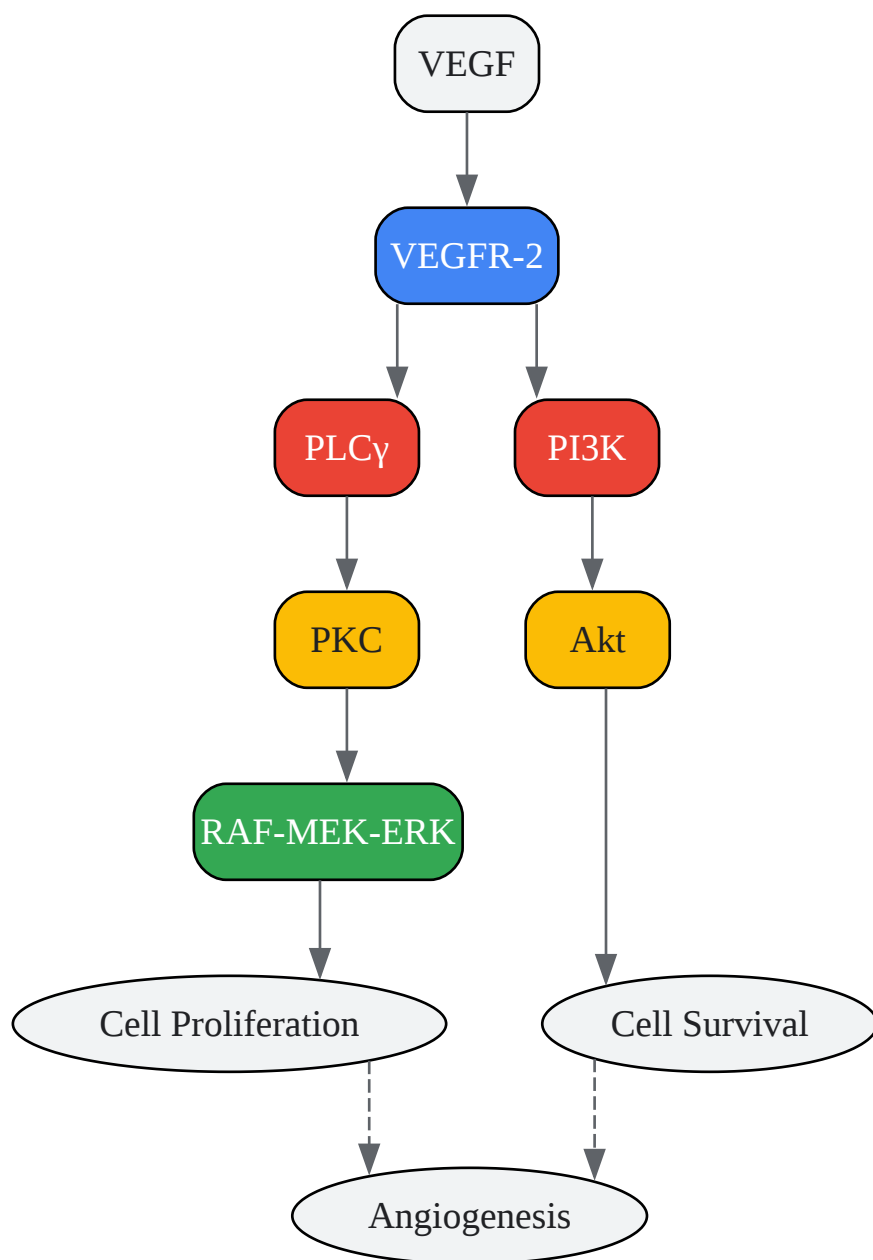 VEGF
VEGFR-2
PLCγ
PI3K
PKC
Akt
RAF-MEK-ERK
Cell Proliferation
Cell Survival
Angiogenesis